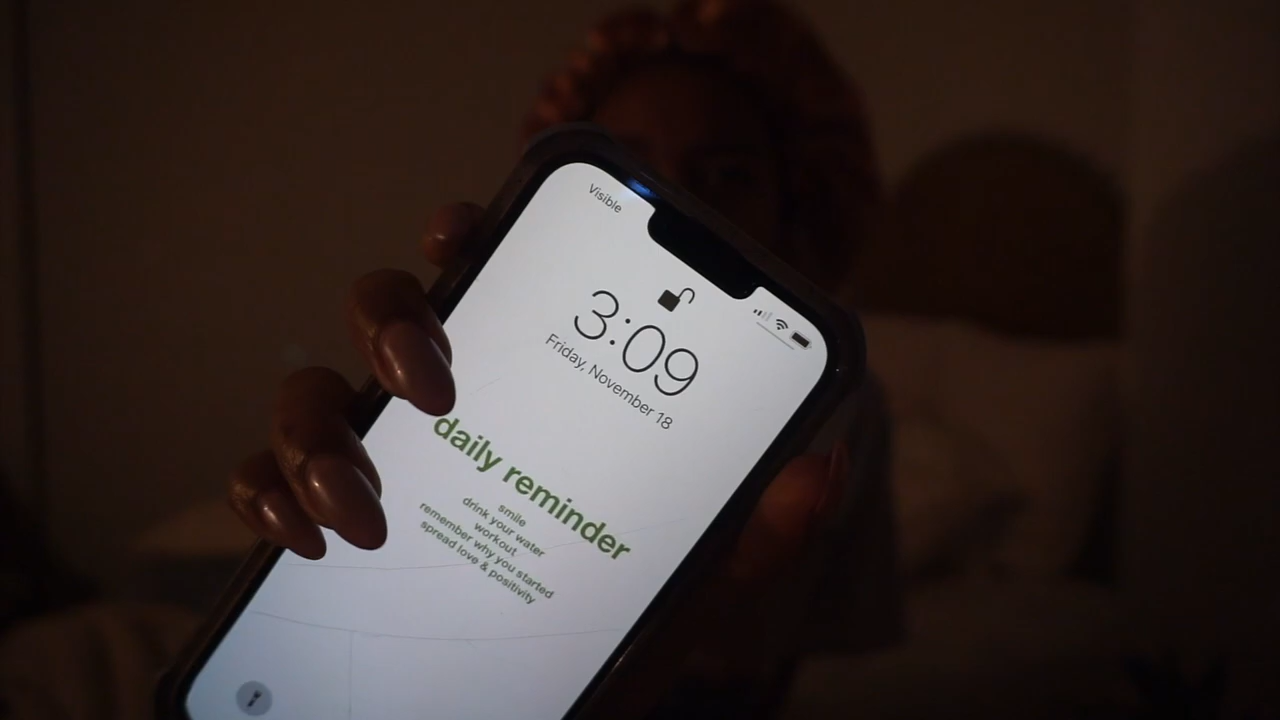 Visible
3:09
Friday, November 18
daily reminder
smile
drink your water
workout
remember why you started
spread love & positivity